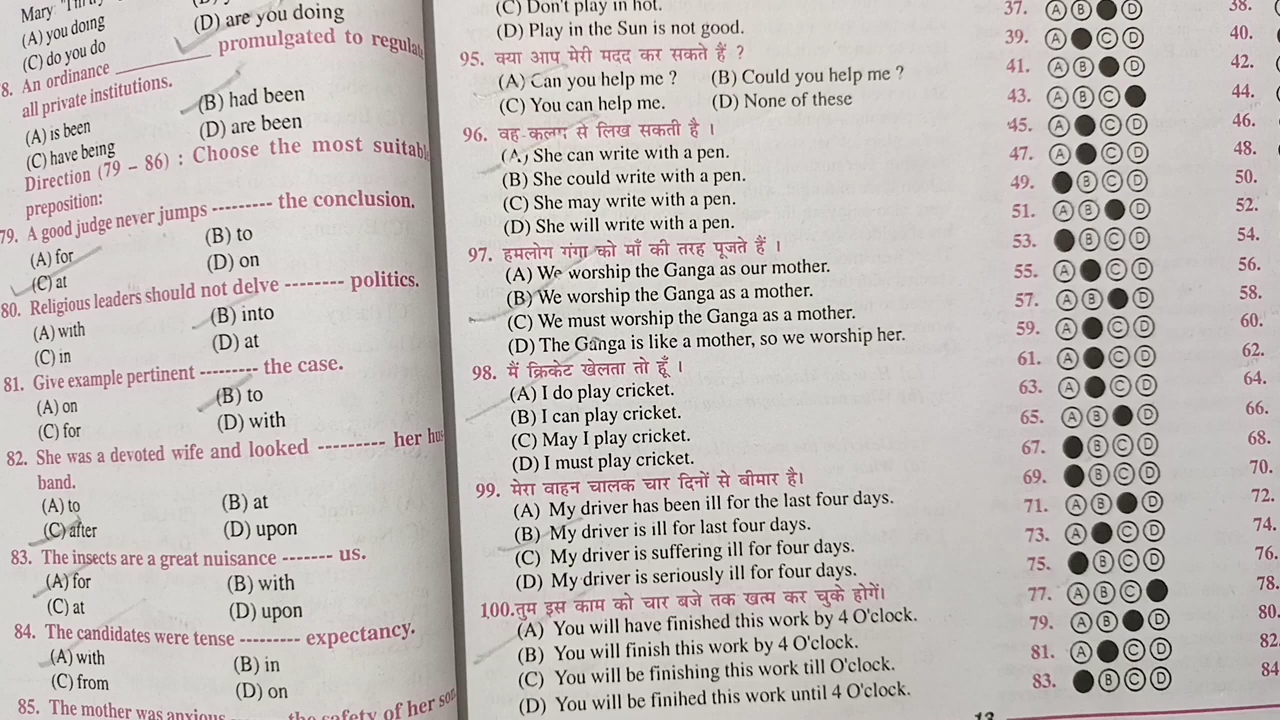 Mary
(A) you doing
(D) are you doing
(C) do you do
8. An ordinance __________ promulgated to regulat
all private institutions.
(A) is been
(B) had been
(C) have being
(D) are been
Direction (79 – 86) : Choose the most suitabl
preposition:
79. A good judge never jumps --------- the conclusion.
(A) for
(B) to
(C) at
(D) on
80. Religious leaders should not delve -------- politics.
(A) with
(B) into
(C) in
(D) at
81. Give example pertinent --------- the case.
(A) on
(B) to
(C) for
(D) with
82. She was a devoted wife and looked --------- her hus
band.
(A) to
(B) at
(C) after
(D) upon
83. The insects are a great nuisance ------- us.
(A) for
(B) with
(C) at
(D) upon
84. The candidates were tense --------- expectancy.
(A) with
(B) in
(C) from
(D) on
85. The mother was anxious the safety of her son
(C) Don't play in hot.
(D) Play in the Sun is not good.
95. क्या आप मेरी मदद कर सकते हैं ?
(A) Can you help me ? (B) Could you help me ?
(C) You can help me. (D) None of these
96. वह कलम से लिख सकती है ।
(A) She can write with a pen.
(B) She could write with a pen.
(C) She may write with a pen.
(D) She will write with a pen.
97. हमलोग गंगा को माँ की तरह पूजते हैं ।
(A) We worship the Ganga as our mother.
(B) We worship the Ganga as a mother.
(C) We must worship the Ganga as a mother.
(D) The Ganga is like a mother, so we worship her.
98. मैं क्रिकेट खेलता तो हूँ ।
(A) I do play cricket.
(B) I can play cricket.
(C) May I play cricket.
(D) I must play cricket.
99. मेरा वाहन चालक चार दिनों से बीमार है।
(A) My driver has been ill for the last four days.
(B) My driver is ill for last four days.
(C) My driver is suffering ill for four days.
(D) My driver is seriously ill for four days.
100.तुम इस काम को चार बजे तक खत्म कर चुके होगें।
(A) You will have finished this work by 4 O'clock.
(B) You will finish this work by 4 O'clock.
(C) You will be finishing this work till O'clock.
(D) You will be finihed this work until 4 O'clock.
37. A B D 38.
39. A C D 40.
41. A B D 42.
43. A B C 44.
45. A C D 46.
47. A C D 48.
49. B C D 50.
51. A B D 52.
53. B C D 54.
55. A C D 56.
57. A B D 58.
59. A C D 60.
61. A C D 62.
63. A C D 64.
65. A B D 66.
67. B C D 68.
69. B C D 70.
71. A B D 72.
73. A C D 74.
75. B C D 76.
77. A B C 78.
79. A B D 80.
81. A C D 82.
83. B C D 84
13